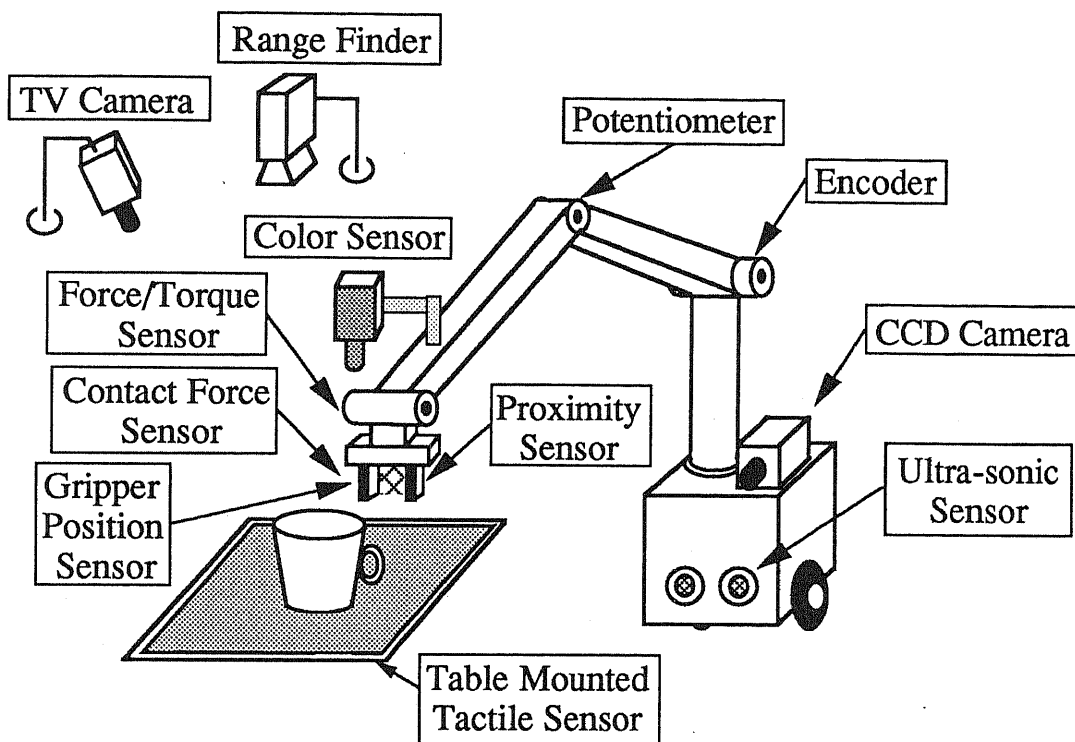 Range Finder
TV Camera
Potentiometer
Encoder
Color Sensor
Force/Torque
Sensor
CCD Camera
Contact Force
Sensor
Proximity
Sensor
Gripper
Position
Sensor
Ultra-sonic
Sensor
Table Mounted
Tactile Sensor